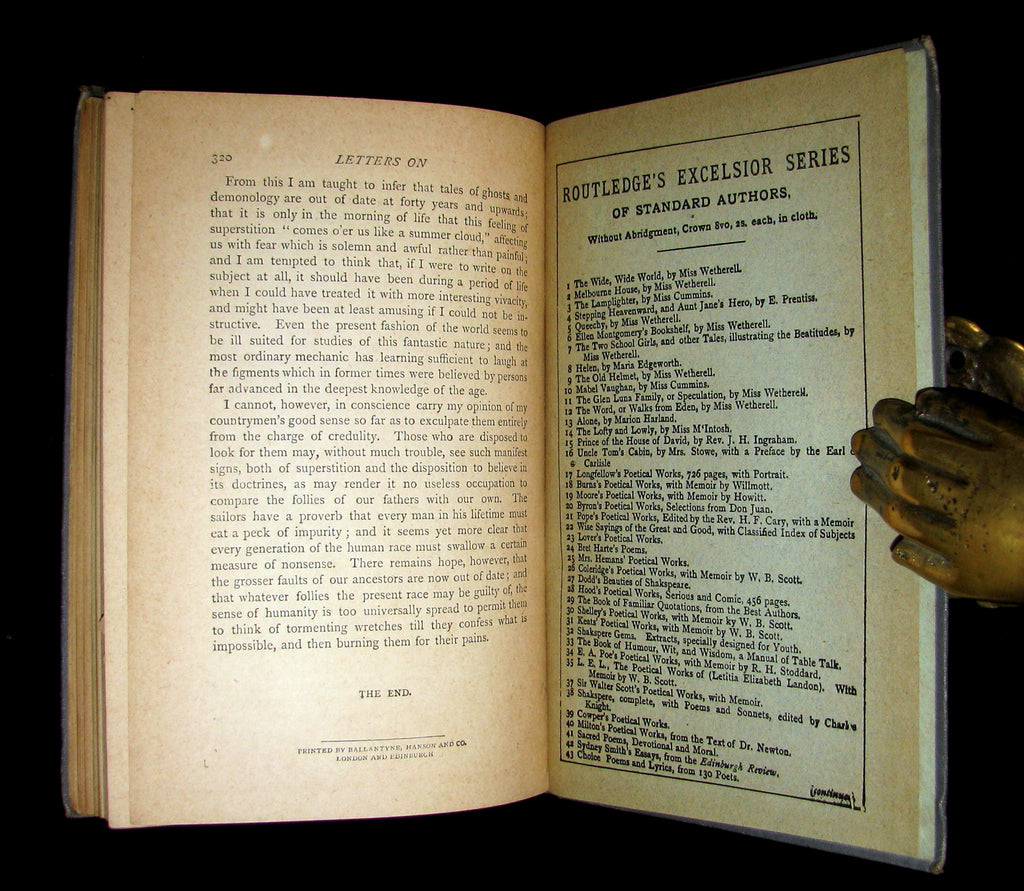 320
LETTERS ON
From this I am taught to infer that tales of ghosts and
demonology are out of date at forty years and upwards;
that it is only in the morning of life that this feeling of
superstition "comes o'er us like a summer cloud," affecting
us with fear which is solemn and awful rather than painful;
and I am tempted to think that, if I were to write on the
subject at all, it should have been during a period of life
when I could have treated it with more interesting vivacity,
and might have been at least amusing if I could not be in-
structive. Even the present fashion of the world seems to
be ill suited for studies of this fantastic nature; and the
most ordinary mechanic has learning sufficient to laugh at
the figments which in former times were believed by persons
far advanced in the deepest knowledge of the age.
I cannot, however, in conscience carry my opinion of my
countrymen's good sense so far as to exculpate them entirely
from the charge of credulity. Those who are disposed to
look for them may, without much trouble, see such manifest
signs, both of superstition and the disposition to believe in
its doctrines, as may render it no useless occupation to
compare the follies of our fathers with our own. The
sailors have a proverb that every man in his lifetime must
eat a peck of impurity; and it seems yet more clear that
every generation of the human race must swallow a certain
measure of nonsense. There remains hope, however, that
the grosser faults of our ancestors are now out of date; and
that whatever follies the present race may be guilty of, the
sense of humanity is too universally spread to permit them
to think of tormenting wretches till they confess what is
impossible, and then burning them for their pains.
THE END.
PRINTED BY BALLANTYNE, HANSON AND CO.
LONDON AND EDINBURGH
ROUTLEDGE'S EXCELSIOR SERIES
OF STANDARD AUTHORS,
Without Abridgment, Crown 8vo, 2s. each, in cloth.
1 The Wide, Wide World, by Miss Wetherell.
2 Melbourne House, by Miss Wetherell.
3 The Lamplighter, by Miss Cummins.
4 Stepping Heavenward, and Aunt Jane's Hero, by E. Prentiss.
5 Queechy, by Miss Wetherell.
6 Ellen Montgomery's Bookshelf, by Miss Wetherell.
7 The Two School Girls, and other Tales, illustrating the Beatitudes, by
Miss Wetherell.
8 Helen, by Maria Edgeworth.
9 The Old Helmet, by Miss Wetherell.
10 Mabel Vaughan, by Miss Cummins.
11 The Glen Luna Family, or Speculation, by Miss Wetherell.
12 The Word, or Walks from Eden, by Miss Wetherell.
13 Alone, by Marion Harland.
14 The Lofty and Lowly, by Miss M'Intosh.
15 Prince of the House of David, by Rev. J. H. Ingraham.
16 Uncle Tom's Cabin, by Mrs. Stowe, with a Preface by the Earl
Carlisle
17 Longfellow's Poetical Works, 726 pages, with Portrait.
18 Burns's Poetical Works, with Memoir by Willmott.
19 Moore's Poetical Works, with Memoir by Howitt.
20 Byron's Poetical Works, Selections from Don Juan.
21 Pope's Poetical Works, Edited by the Rev. H. F. Cary, with a Memoir
22 Wise Sayings of the Great and Good, with Classified Index of Subjects
23 Lover's Poetical Works.
24 Bret Harte's Poems.
25 Mrs. Hemans' Poetical Works.
26 Coleridge's Poetical Works, with Memoir by W. B. Scott.
27 Dodd's Beauties of Shakespeare.
28 Hood's Poetical Works, Serious and Comic, 456 pages.
29 The Book of Familiar Quotations, from the Best Authors.
30 Shelley's Poetical Works, with Memoir by W. B. Scott.
31 Keats' Poetical Works, with Memoir by W. B. Scott.
32 Shakspere Gems. Extracts, specially designed for Youth.
33 The Book of Humour, Wit, and Wisdom, a Manual of Table Talk.
34 E. A. Poe's Poetical Works, with Memoir by R. H. Stoddard.
35 L. E. L., The Poetical Works of (Letitia Elizabeth Landon). With
Memoir by W. B. Scott.
37 Sir Walter Scott's Poetical Works, with Memoir.
38 Shakspere, complete, with Poems and Sonnets, edited by Charles
Knight.
39 Cowper's Poetical Works.
40 Milton's Poetical Works, from the Text of Dr. Newton.
41 Sacred Poems, Devotional and Moral.
42 Sydney Smith's Essays, from the Edinburgh Review.
43 Choice Poems and Lyrics, from 130 Poets.